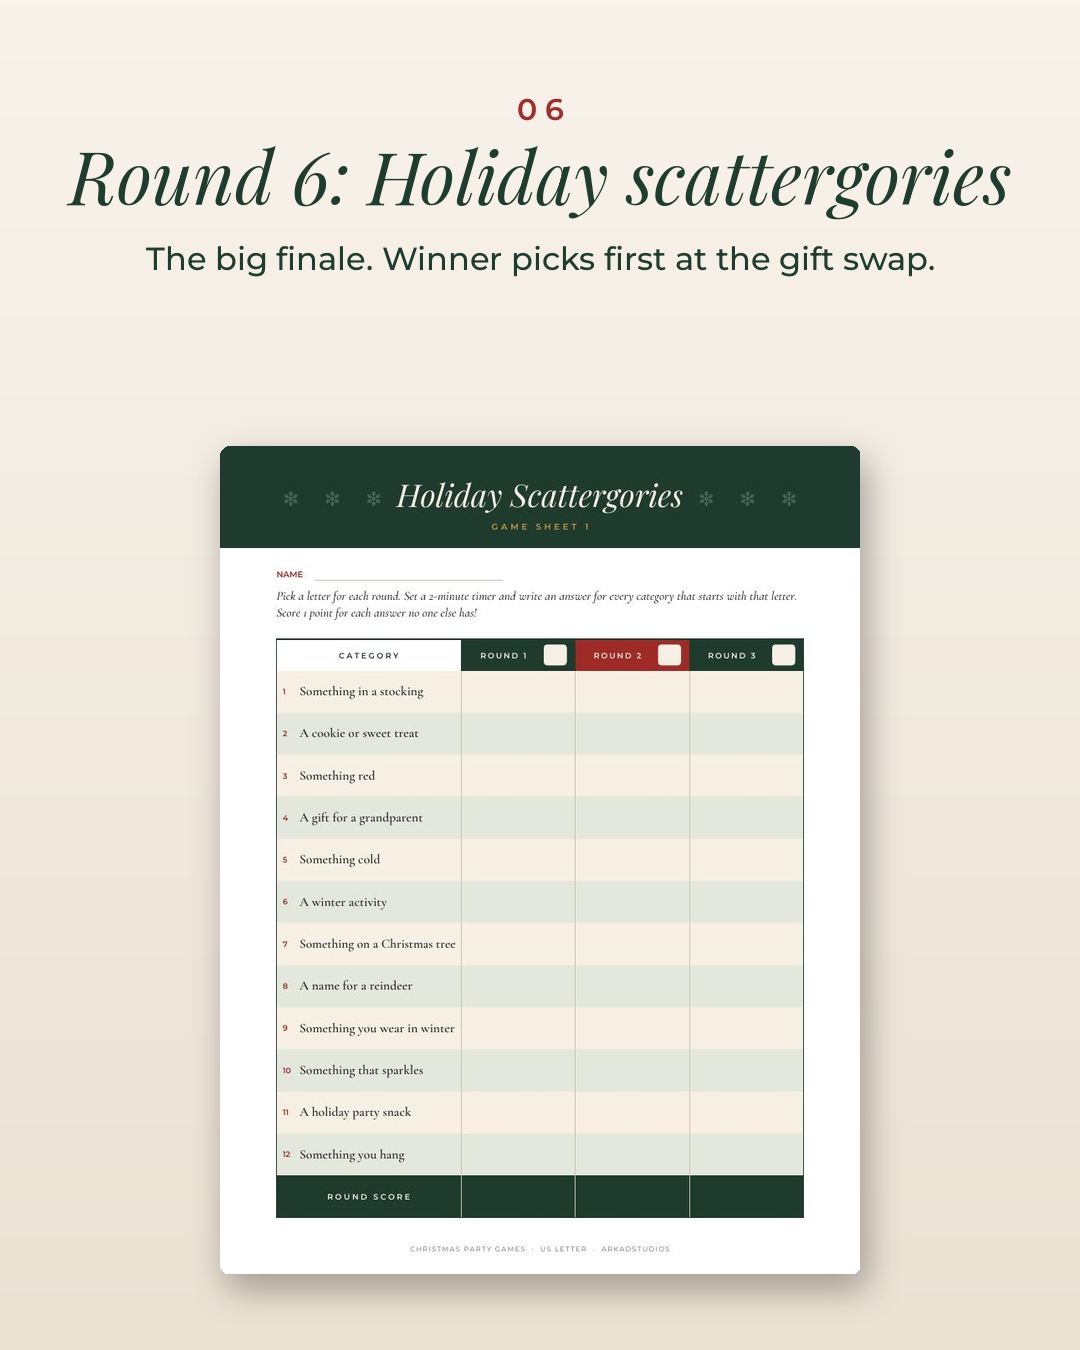 06
Round 6: Holiday scattergories
The big finale. Winner picks first at the gift swap.
Holiday Scattergories
GAME SHEET 1
NAME
Pick a letter for each round. Set a 2-minute timer and write an answer for every category that starts with that letter.
Score 1 point for each answer no one else has!
CATEGORY ROUND 1 ROUND 2 ROUND 3
1 Something in a stocking
2 A cookie or sweet treat
3 Something red
4 A gift for a grandparent
5 Something cold
6 A winter activity
7 Something on a Christmas tree
8 A name for a reindeer
9 Something you wear in winter
10 Something that sparkles
11 A holiday party snack
12 Something you hang
ROUND SCORE
CHRISTMAS PARTY GAMES · US LETTER · ARKADSTUDIOS